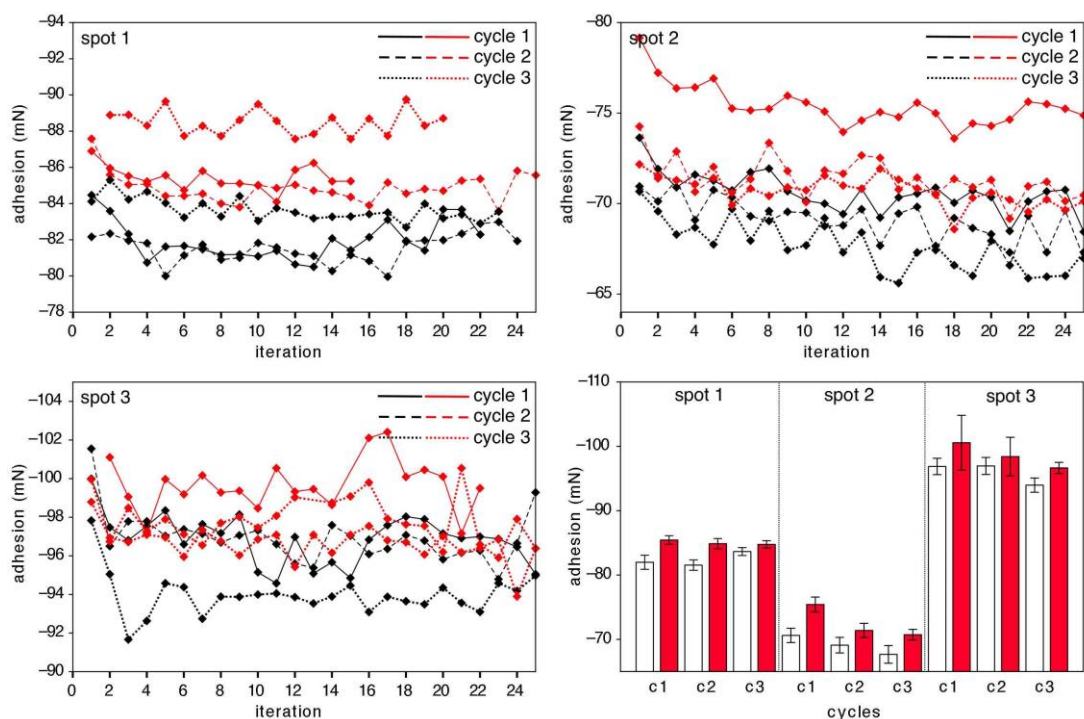 spot 1
cycle 1
cycle 2
cycle 3
adhesion (mN)
–94
–92
–90
–88
–86
–84
–82
–80
–78
0 2 4 6 8 10 12 14 16 18 20 22 24
iteration
spot 2
cycle 1
cycle 2
cycle 3
adhesion (mN)
–80
–75
–70
–65
0 2 4 6 8 10 12 14 16 18 20 22 24
iteration
spot 3
cycle 1
cycle 2
cycle 3
adhesion (mN)
–104
–102
–100
–98
–96
–94
–92
–90
0 2 4 6 8 10 12 14 16 18 20 22 24
iteration
spot 1 spot 2 spot 3
adhesion (mN)
–110
–100
–90
–80
–70
c1 c2 c3 c1 c2 c3 c1 c2 c3
cycles